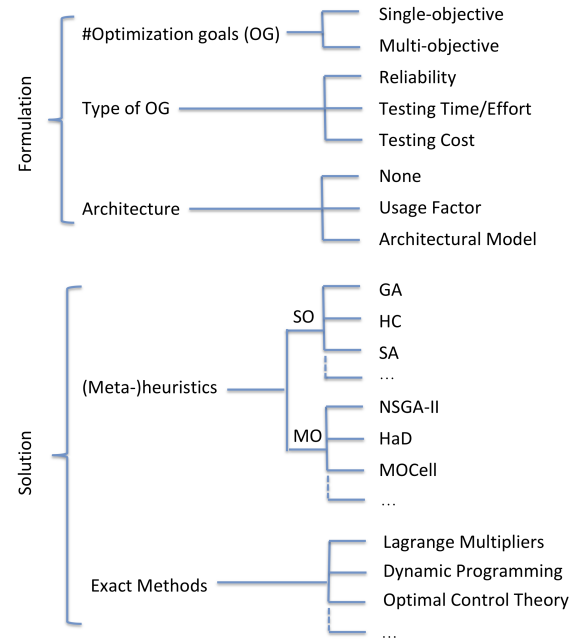 Formulation
#Optimization goals (OG)
Single-objective
Multi-objective
Type of OG
Reliability
Testing Time/Effort
Testing Cost
Architecture
None
Usage Factor
Architectural Model
Solution
(Meta-)heuristics
SO
GA
HC
SA
...
MO
NSGA-II
HaD
MOCell
...
Exact Methods
Lagrange Multipliers
Dynamic Programming
Optimal Control Theory
...